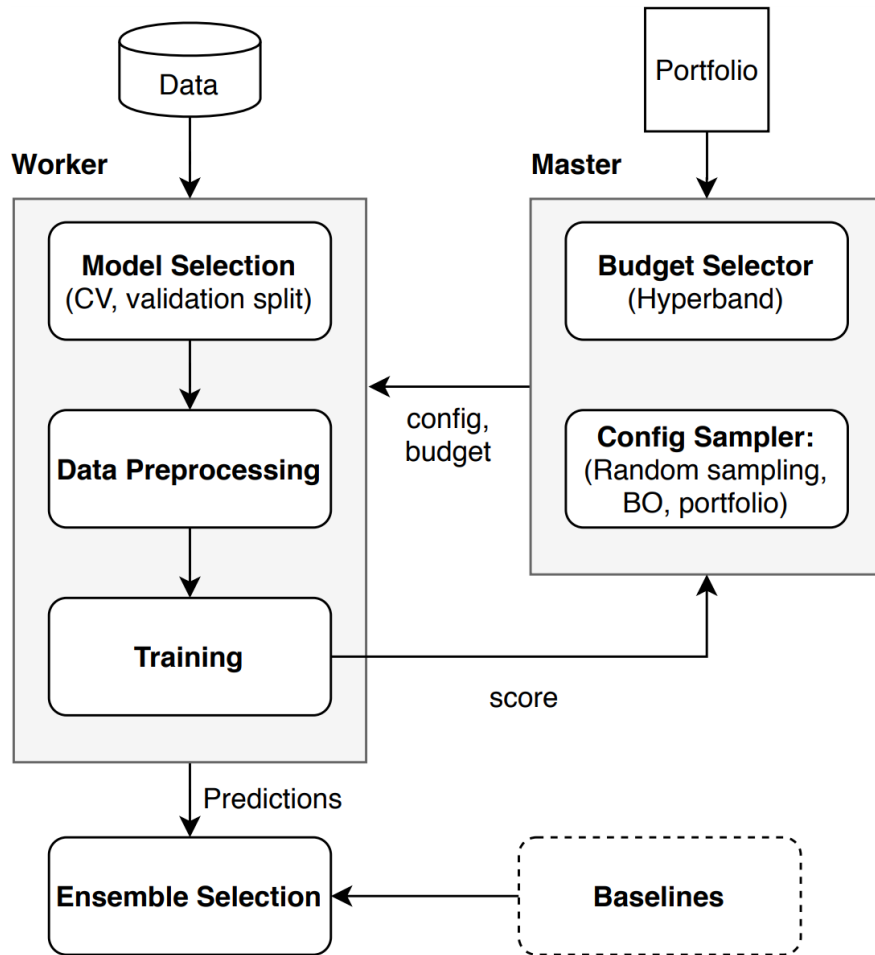 Data
Portfolio
Worker
Master
Model Selection
(CV, validation split)
Budget Selector
(Hyperband)
config,
budget
Data Preprocessing
Config Sampler:
(Random sampling,
BO, portfolio)
Training
score
Predictions
Ensemble Selection
Baselines